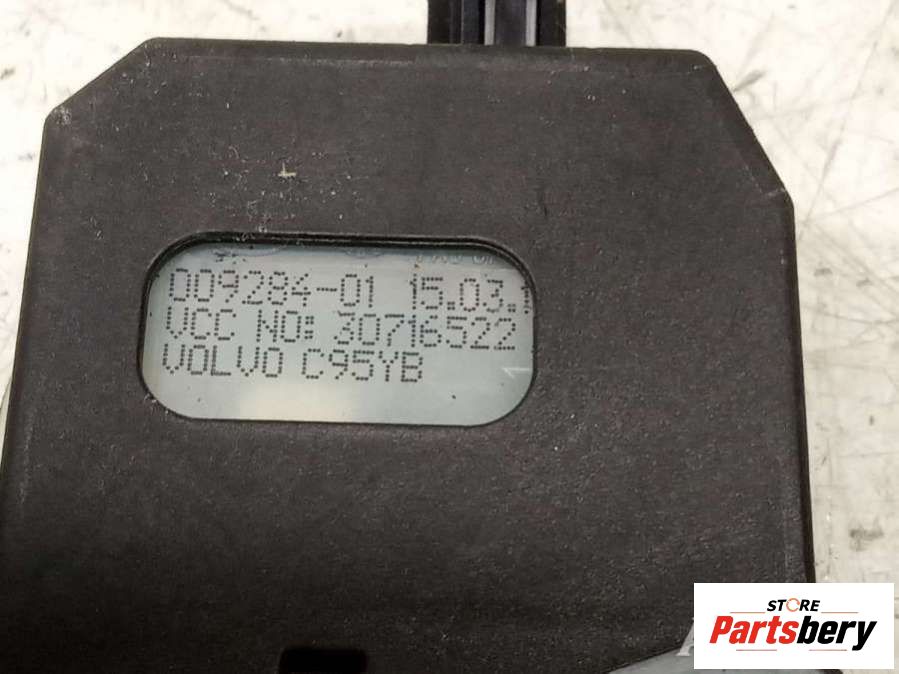 009284-01 15.03.
VCC NO: 30716522
VOLVO C95YB
STORE
Partsbery